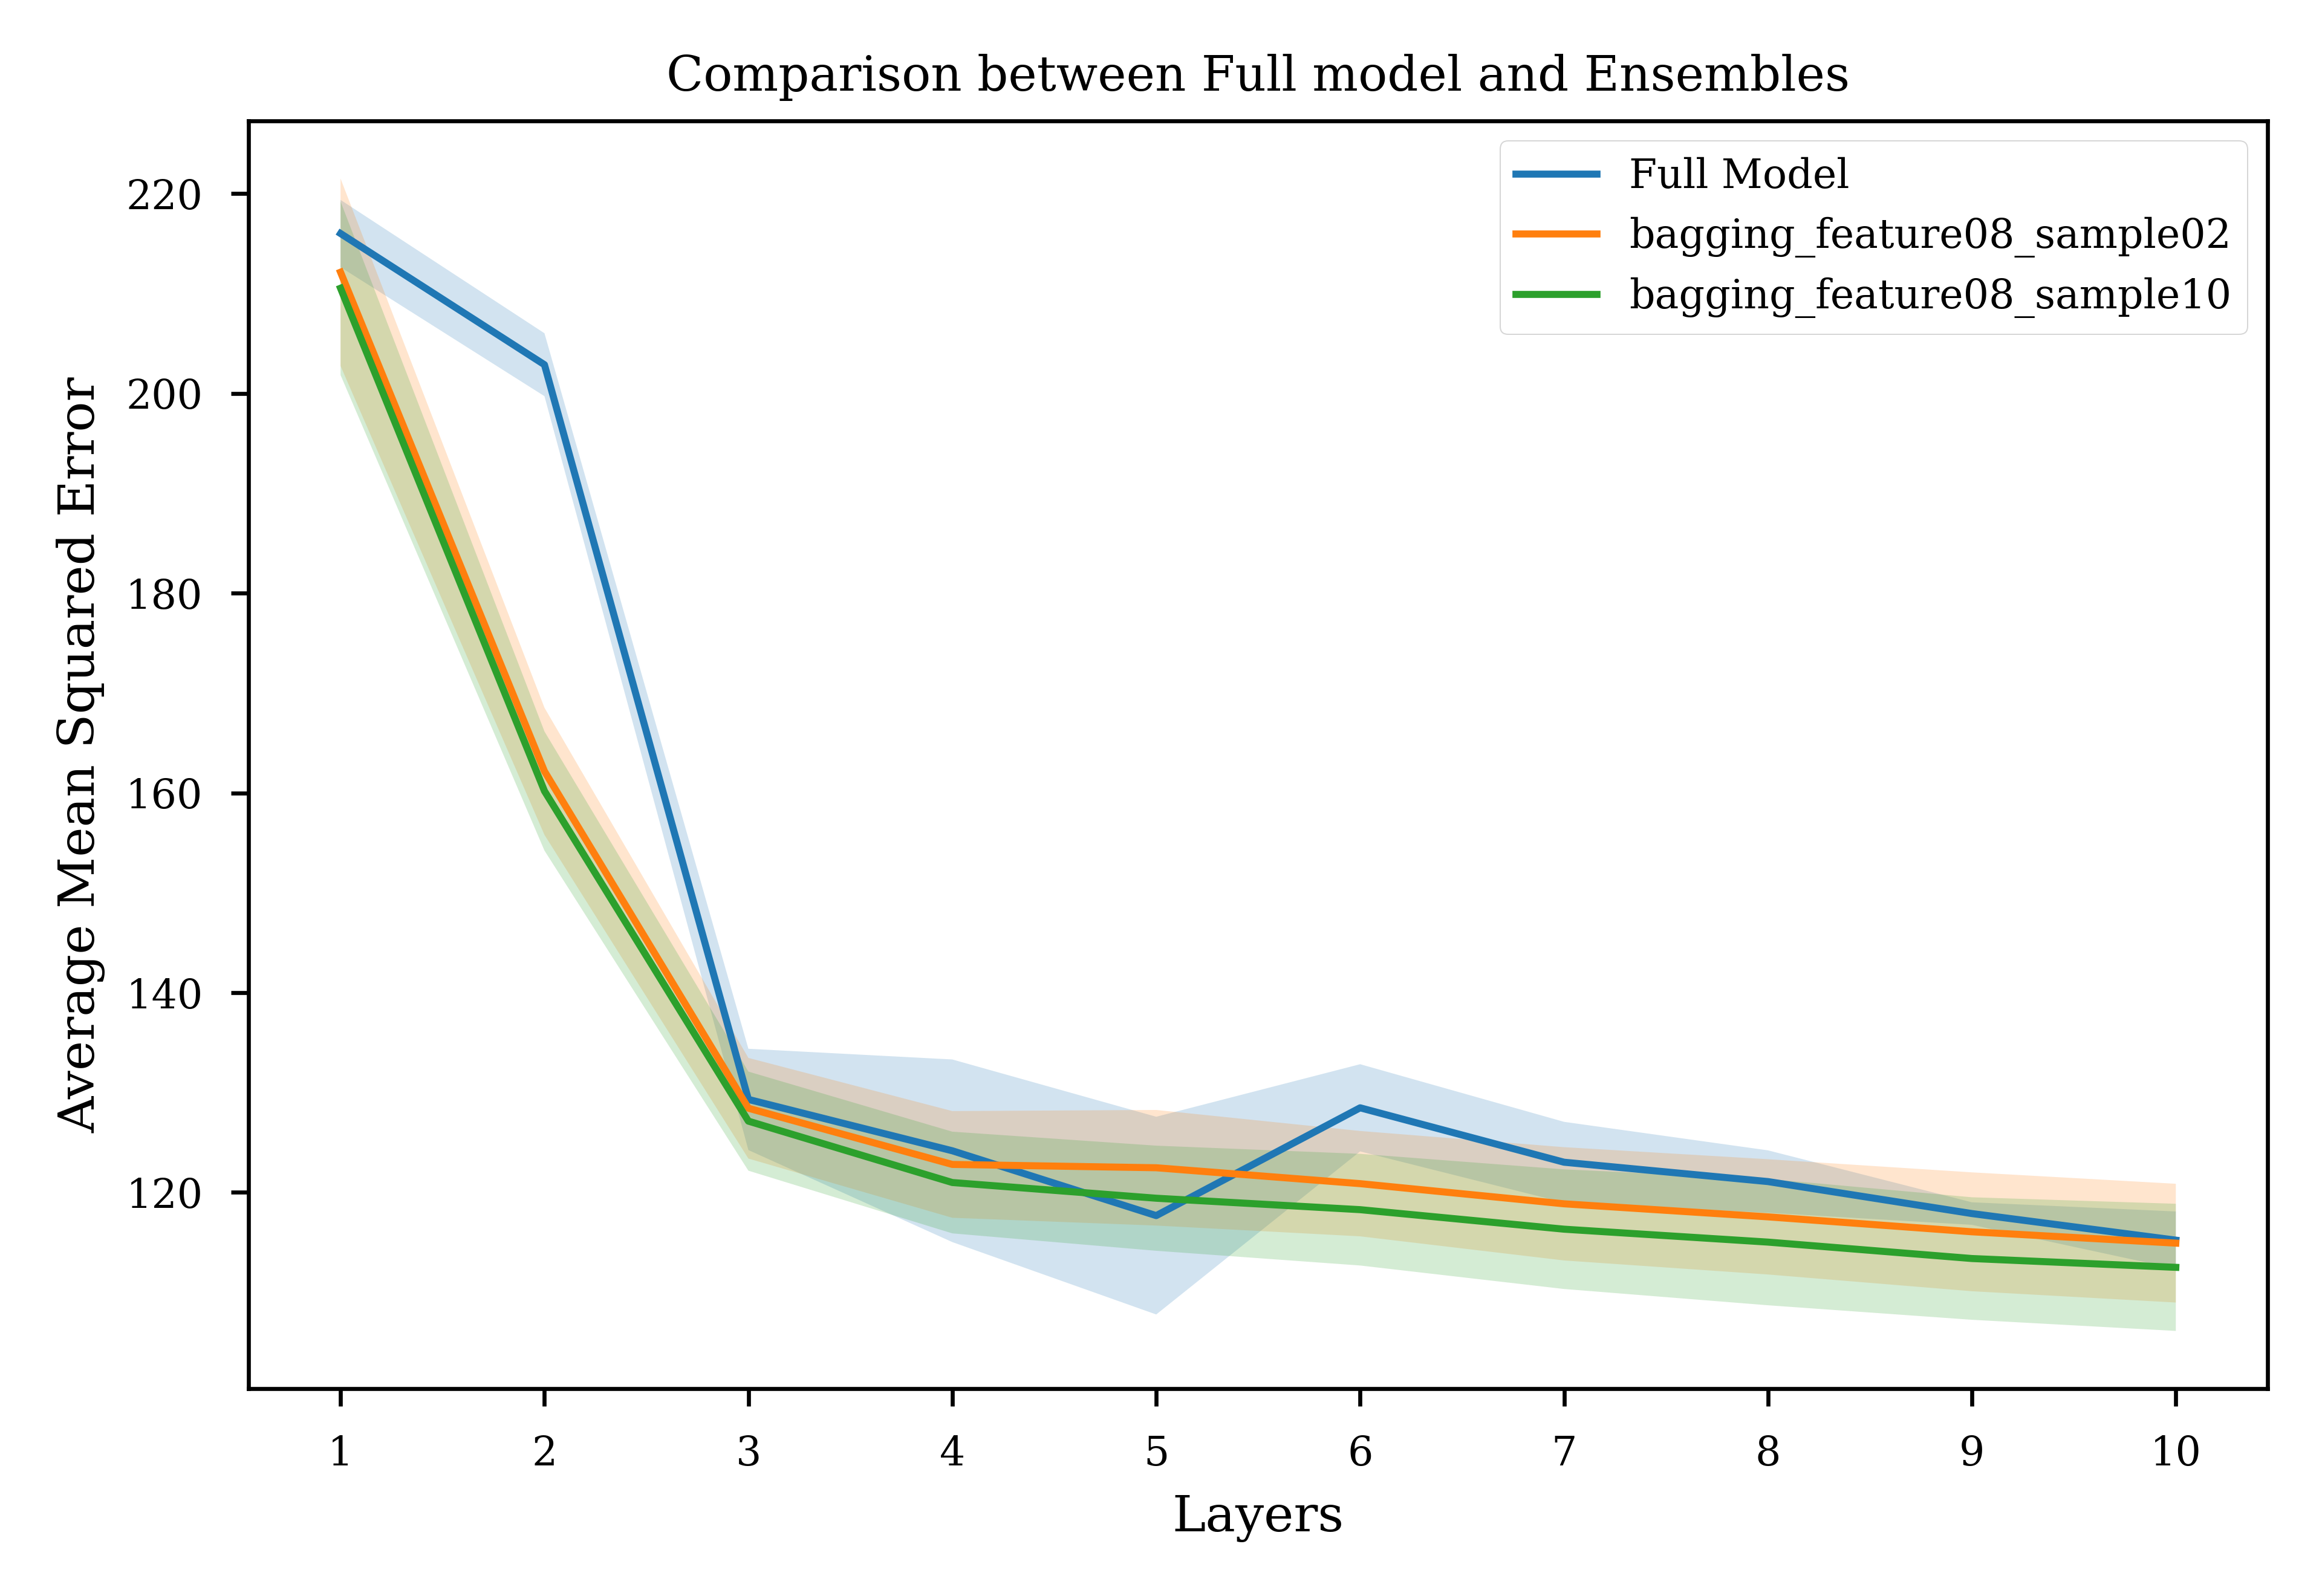 Comparison between Full model and Ensembles
Full Model
bagging_feature08_sample02
bagging_feature08_sample10
Average Mean Squared Error
220
200
180
160
140
120
1 2 3 4 5 6 7 8 9 10
Layers